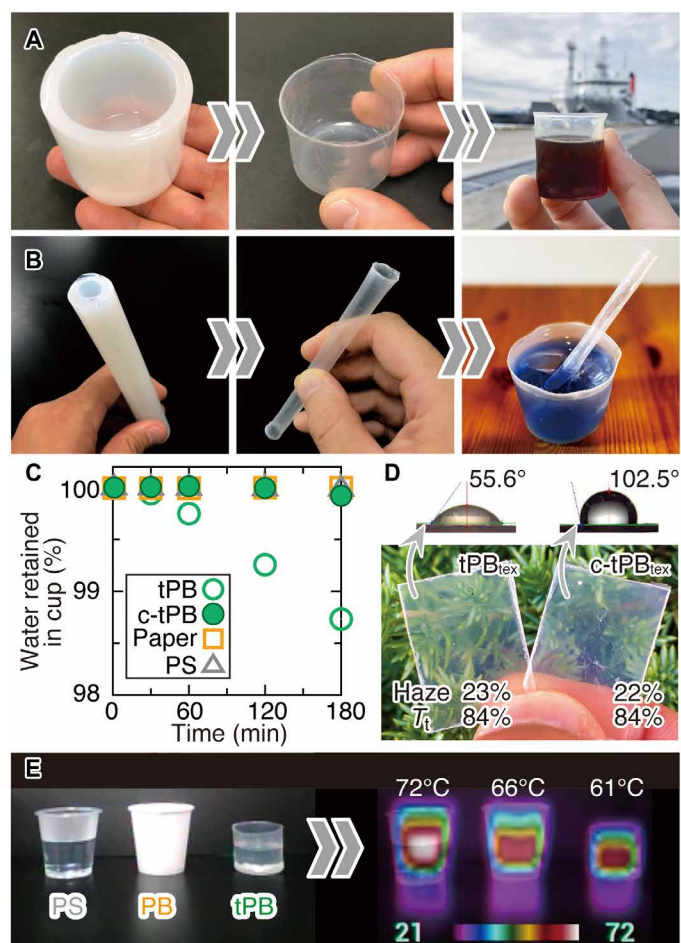 A
B
C
100
99
98
Water retained
in cup (%)
tPB
c-tPB
Paper
PS
0
60
120
180
Time (min)
D
55.6°
102.5°
tPBtex
c-tPBtex
Haze 23% 22%
Tt 84% 84%
E
72°C 66°C 61°C
PS PB tPB
21 72